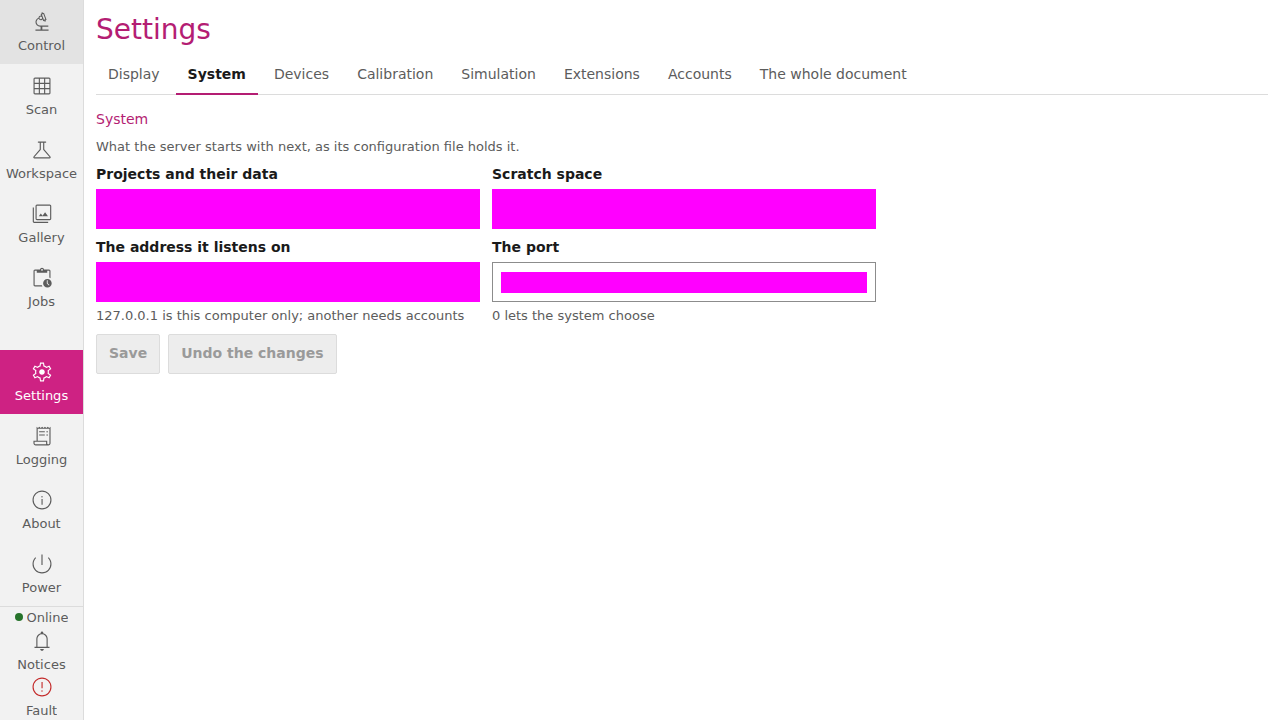 Control
Scan
Workspace
Gallery
Jobs
Settings
Logging
About
Power
Online
Notices
Fault
Settings
Display System Devices Calibration Simulation Extensions Accounts The whole document
System
What the server starts with next, as its configuration file holds it.
Projects and their data Scratch space
The address it listens on The port
127.0.0.1 is this computer only; another needs accounts 0 lets the system choose
Save Undo the changes